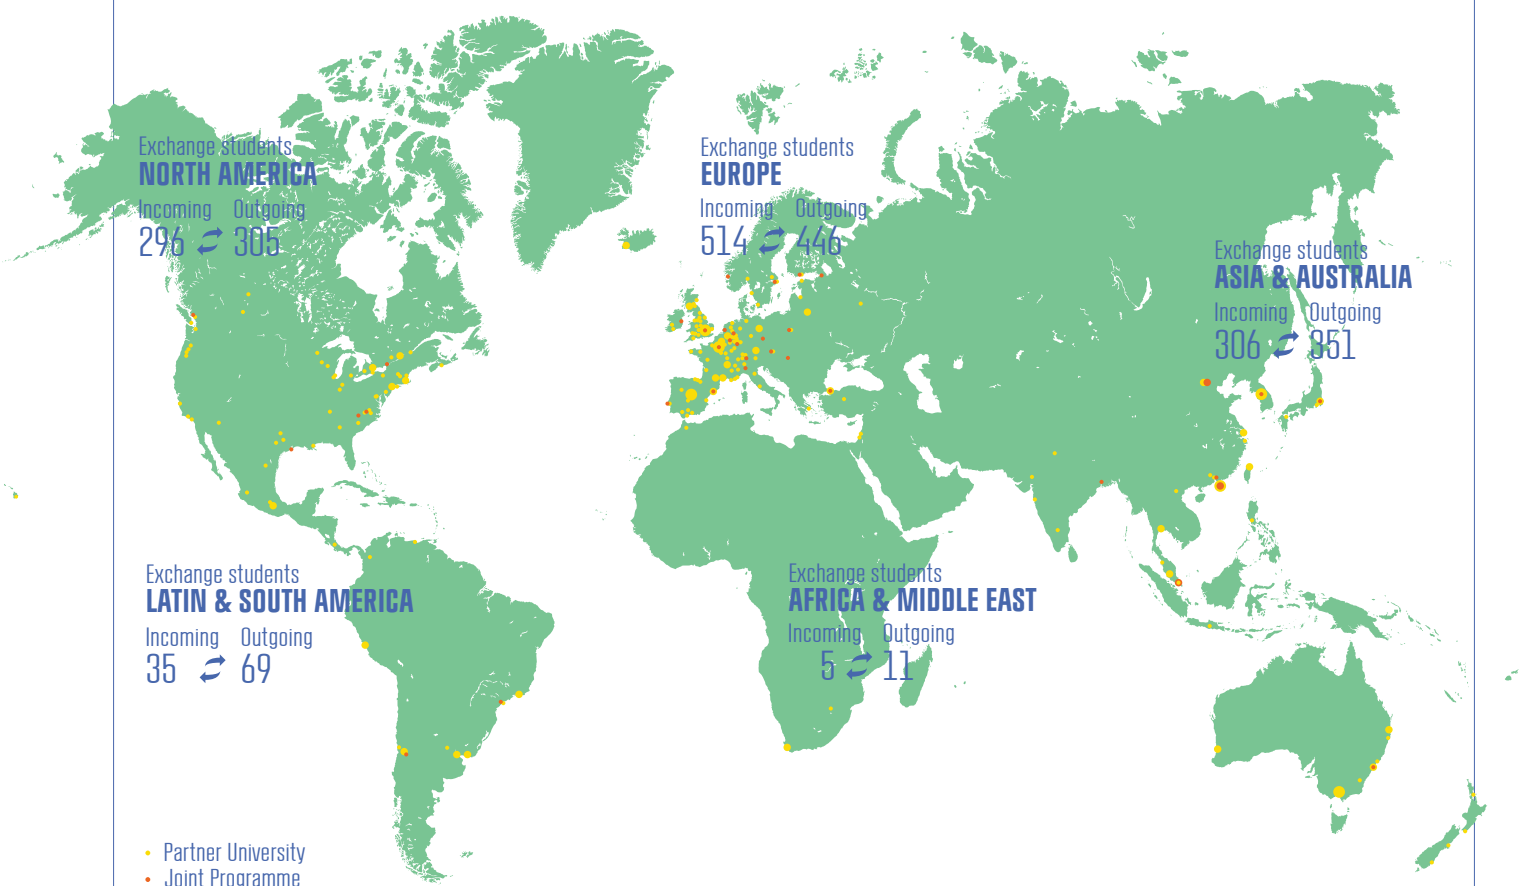 Exchange students
NORTH AMERICA
Incoming Outgoing
296 305
Exchange students
EUROPE
Incoming Outgoing
514 446
Exchange students
ASIA & AUSTRALIA
Incoming Outgoing
306 351
Exchange students
LATIN & SOUTH AMERICA
Incoming Outgoing
35 69
Exchange students
AFRICA & MIDDLE EAST
Incoming Outgoing
5 11
Partner University
Joint Programme